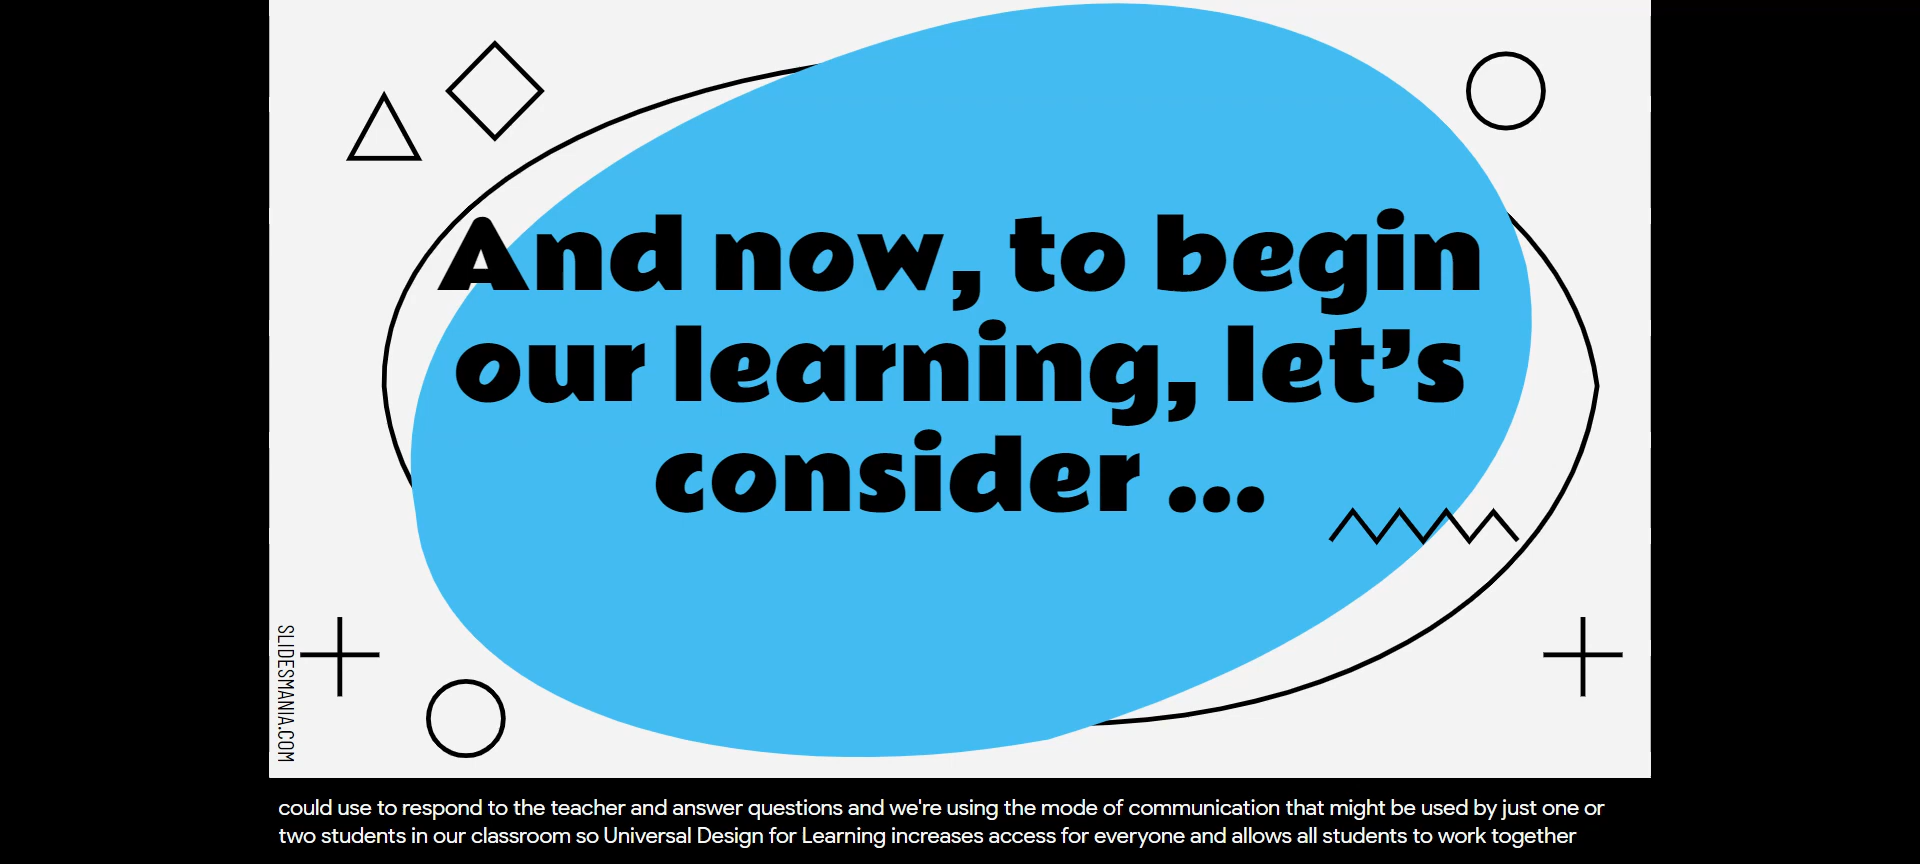 And now, to begin
our learning, let’s
consider ...
SLIDESMANIA.COM
could use to respond to the teacher and answer questions and we're using the mode of communication that might be used by just one or
two students in our classroom so Universal Design for Learning increases access for everyone and allows all students to work together